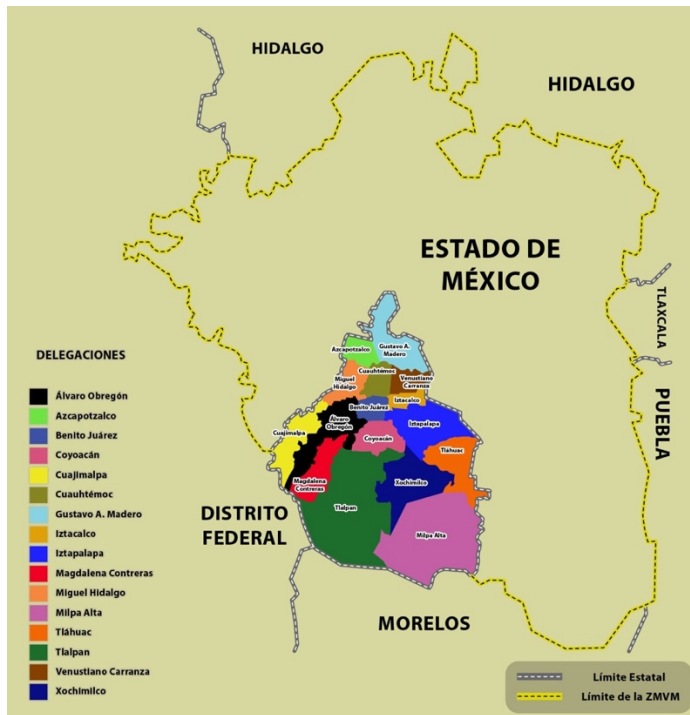 HIDALGO
HIDALGO
ESTADO DE
MÉXICO
TLAXCALA
PUEBLA
DELEGACIONES
Álvaro Obregón
Azcapotzalco
Benito Juárez
Coyoacán
Cuajimalpa
Cuauhtémoc
Gustavo A. Madero
Iztacalco
Iztapalapa
Magdalena Contreras
Miguel Hidalgo
Milpa Alta
Tláhuac
Tlalpan
Venustiano Carranza
Xochimilco
Gustavo A.
Madero
Azcapotzalco
Cuauhtémoc
Miguel
Hidalgo
Venustiano
Carranza
Iztacalco
Benito Juárez
Álvaro
Obregón
Iztapalapa
Cuajimalpa
Coyoacán
Tláhuac
Magdalena
Contreras
Xochimilco
Tlalpan
Milpa Alta
DISTRITO
FEDERAL
MORELOS
Límite Estatal
Límite de la ZMVM